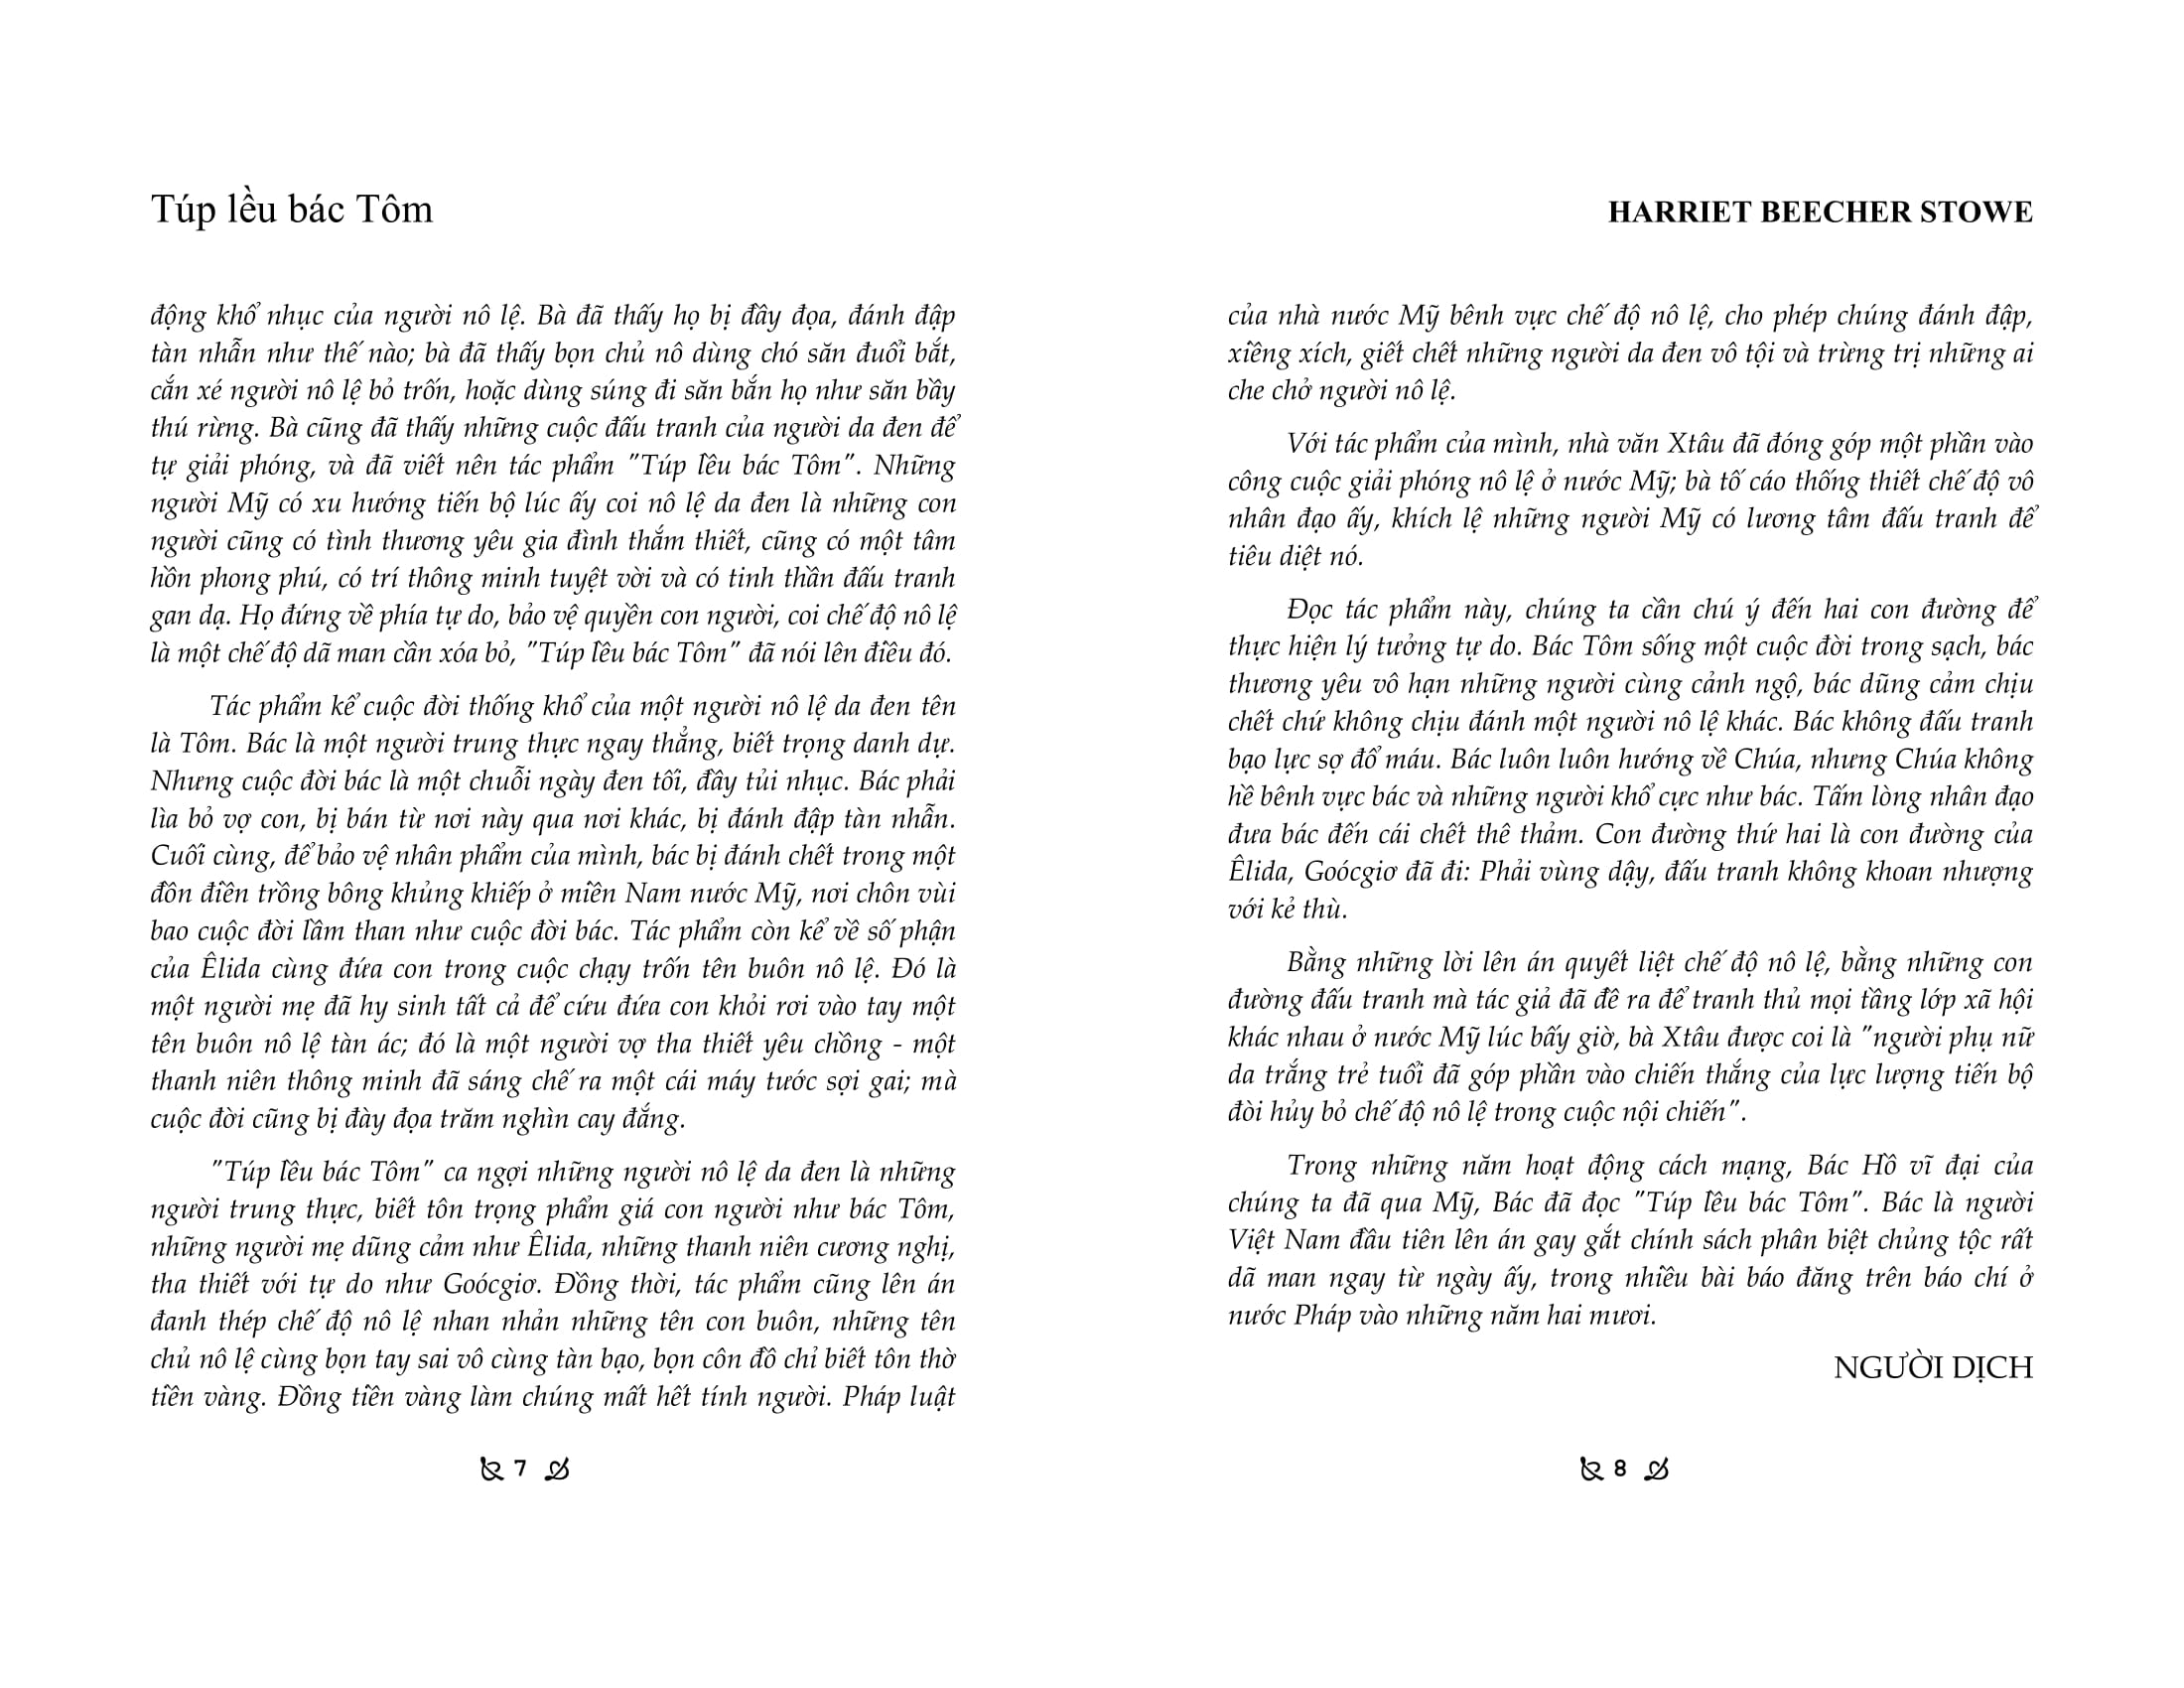 Túp lều bác Tôm
động khổ nhục của người nô lệ. Bà đã thấy họ bị đầy đọa, đánh đập
tàn nhẫn như thế nào; bà đã thấy bọn chủ nô dùng chó săn đuổi bắt,
cắn xé người nô lệ bỏ trốn, hoặc dùng súng đi săn bắn họ như săn bầy
thú rừng. Bà cũng đã thấy những cuộc đấu tranh của người da đen để
tự giải phóng, và đã viết nên tác phẩm "Túp lều bác Tôm". Những
người Mỹ có xu hướng tiến bộ lúc ấy coi nô lệ da đen là những con
người cũng có tình thương yêu gia đình thắm thiết, cũng có một tâm
hồn phong phú, có trí thông minh tuyệt vời và có tinh thần đấu tranh
gan dạ. Họ đứng về phía tự do, bảo vệ quyền con người, coi chế độ nô lệ
là một chế độ dã man cần xóa bỏ, "Túp lều bác Tôm" đã nói lên điều đó.
Tác phẩm kể cuộc đời thống khổ của một người nô lệ da đen tên
là Tôm. Bác là một người trung thực ngay thẳng, biết trọng danh dự.
Nhưng cuộc đời bác là một chuỗi ngày đen tối, đầy tủi nhục. Bác phải
lìa bỏ vợ con, bị bán từ nơi này qua nơi khác, bị đánh đập tàn nhẫn.
Cuối cùng, để bảo vệ nhân phẩm của mình, bác bị đánh chết trong một
đồn điền trồng bông khủng khiếp ở miền Nam nước Mỹ, nơi chôn vùi
bao cuộc đời lầm than như cuộc đời bác. Tác phẩm còn kể về số phận
của Êlida cùng đứa con trong cuộc chạy trốn tên buôn nô lệ. Đó là
một người mẹ đã hy sinh tất cả để cứu đứa con khỏi rơi vào tay một
tên buôn nô lệ tàn ác; đó là một người vợ tha thiết yêu chồng - một
thanh niên thông minh đã sáng chế ra một cái máy tước sợi gai; mà
cuộc đời cũng bị đày đọa trăm nghìn cay đắng.
"Túp lều bác Tôm" ca ngợi những người nô lệ da đen là những
người trung thực, biết tôn trọng phẩm giá con người như bác Tôm,
những người mẹ dũng cảm như Êlida, những thanh niên cương nghị,
tha thiết với tự do như Goócgiơ. Đồng thời, tác phẩm cũng lên án
đanh thép chế độ nô lệ nhan nhản những tên con buôn, những tên
chủ nô lệ cùng bọn tay sai vô cùng tàn bạo, bọn côn đồ chỉ biết tôn thờ
tiền vàng. Đồng tiền vàng làm chúng mất hết tính người. Pháp luật
7
HARRIET BEECHER STOWE
của nhà nước Mỹ bênh vực chế độ nô lệ, cho phép chúng đánh đập,
xiềng xích, giết chết những người da đen vô tội và trừng trị những ai
che chở người nô lệ.
Với tác phẩm của mình, nhà văn Xtâu đã đóng góp một phần vào
công cuộc giải phóng nô lệ ở nước Mỹ; bà tố cáo thống thiết chế độ vô
nhân đạo ấy, khích lệ những người Mỹ có lương tâm đấu tranh để
tiêu diệt nó.
Đọc tác phẩm này, chúng ta cần chú ý đến hai con đường để
thực hiện lý tưởng tự do. Bác Tôm sống một cuộc đời trong sạch, bác
thương yêu vô hạn những người cùng cảnh ngộ, bác dũng cảm chịu
chết chứ không chịu đánh một người nô lệ khác. Bác không đấu tranh
bạo lực sợ đổ máu. Bác luôn luôn hướng về Chúa, nhưng Chúa không
hề bênh vực bác và những người khổ cực như bác. Tấm lòng nhân đạo
đưa bác đến cái chết thê thảm. Con đường thứ hai là con đường của
Êlida, Goócgiơ đã đi: Phải vùng dậy, đấu tranh không khoan nhượng
với kẻ thù.
Bằng những lời lên án quyết liệt chế độ nô lệ, bằng những con
đường đấu tranh mà tác giả đã đề ra để tranh thủ mọi tầng lớp xã hội
khác nhau ở nước Mỹ lúc bấy giờ, bà Xtâu được coi là "người phụ nữ
da trắng trẻ tuổi đã góp phần vào chiến thắng của lực lượng tiến bộ
đòi hủy bỏ chế độ nô lệ trong cuộc nội chiến".
Trong những năm hoạt động cách mạng, Bác Hồ vĩ đại của
chúng ta đã qua Mỹ, Bác đã đọc "Túp lều bác Tôm". Bác là người
Việt Nam đầu tiên lên án gay gắt chính sách phân biệt chủng tộc rất
dã man ngay từ ngày ấy, trong nhiều bài báo đăng trên báo chí ở
nước Pháp vào những năm hai mươi.
NGƯỜI DỊCH
8